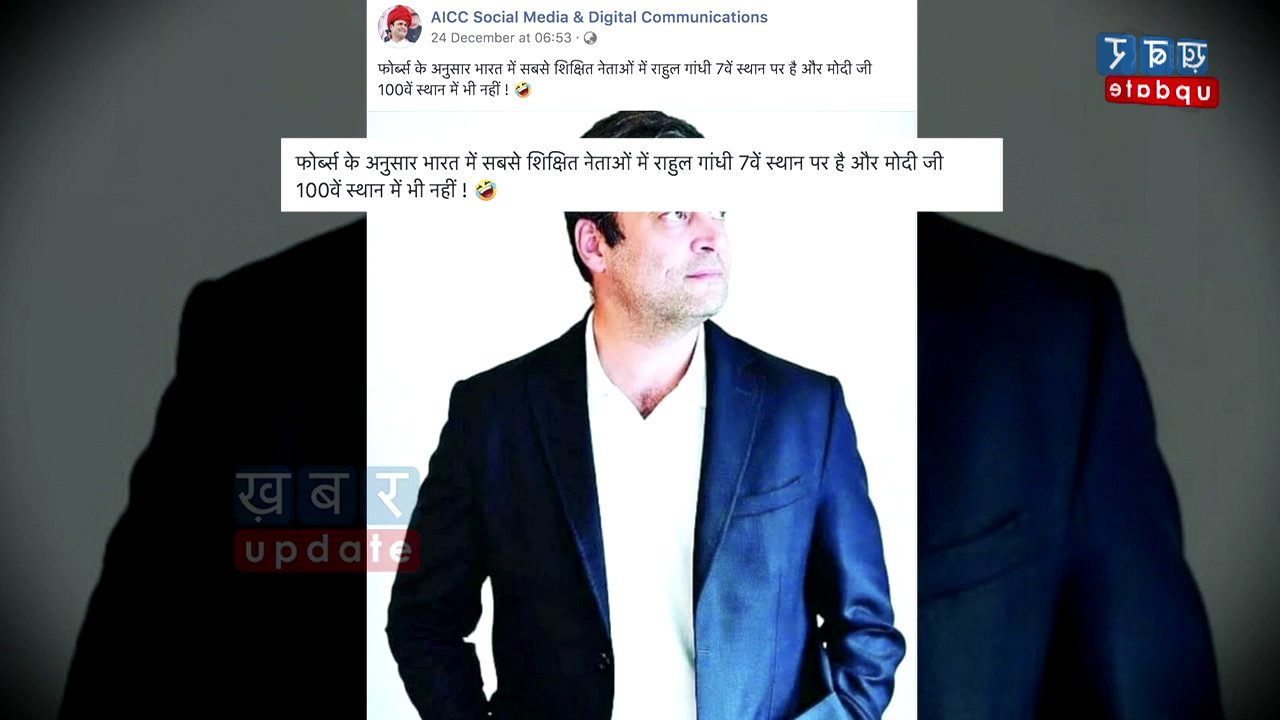 AICC Social Media & Digital Communications
24 December at 06:53 ·
फोर्ब्स के अनुसार भारत में सबसे शिक्षित नेताओं में राहुल गांधी 7वें स्थान पर है और मोदी जी
100वें स्थान में भी नहीं ! 🤣
फोर्ब्स के अनुसार भारत में सबसे शिक्षित नेताओं में राहुल गांधी 7वें स्थान पर है और मोदी जी
100वें स्थान में भी नहीं ! 🤣
ख़बर
update
ख़बर
update